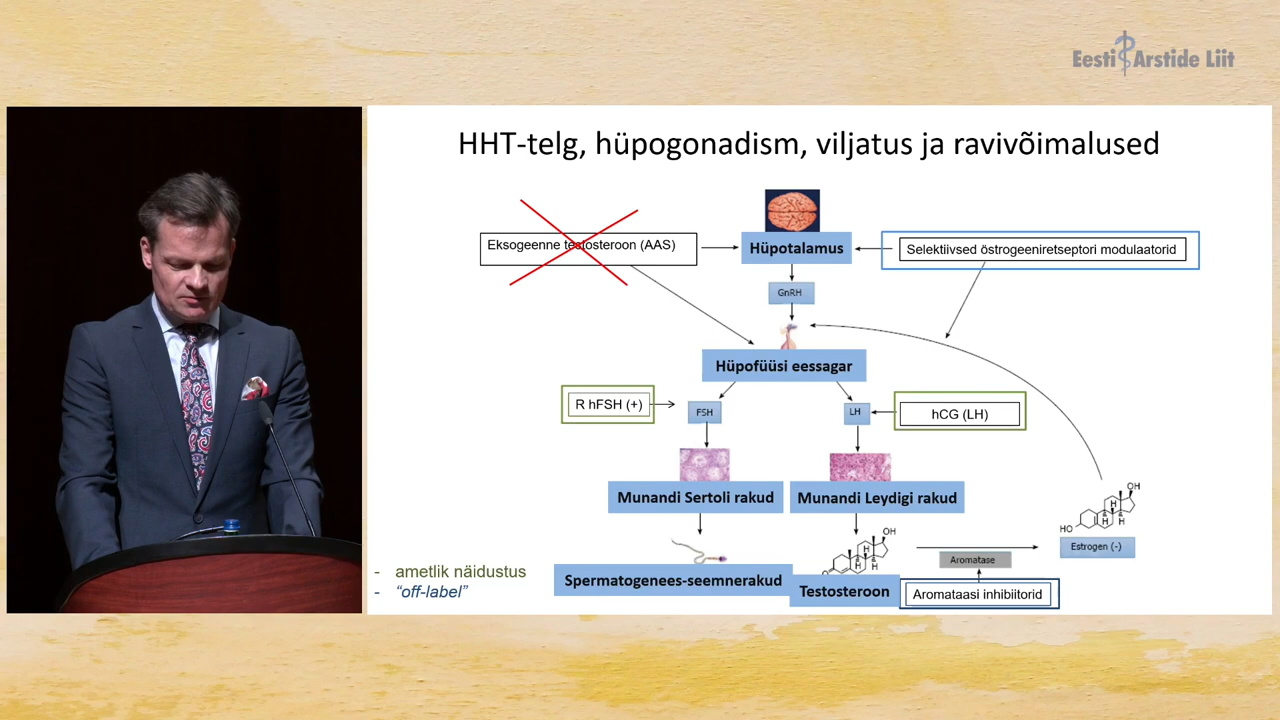 Eesti Arstide Liit
HHT-telg, hüpogonadism, viljatus ja ravivõimalused
Eksogeenne testosteroon (AAS)
Hüpotalamus
Selektiivsed östrogeeniretseptori modulaatorid
GnRH
Hüpofüüsi eessagar
R hFSH (+)
FSH
LH
hCG (LH)
Munandi Sertoli rakud
Munandi Leydigi rakud
OH
H
H
H
HO
Estrogen (-)
OH
H
H
H
O
Aromatase
Spermatogenees-seemnerakud
Testosteroon
Aromataasi inhibiitorid
- ametlik näidustus
- “off-label”